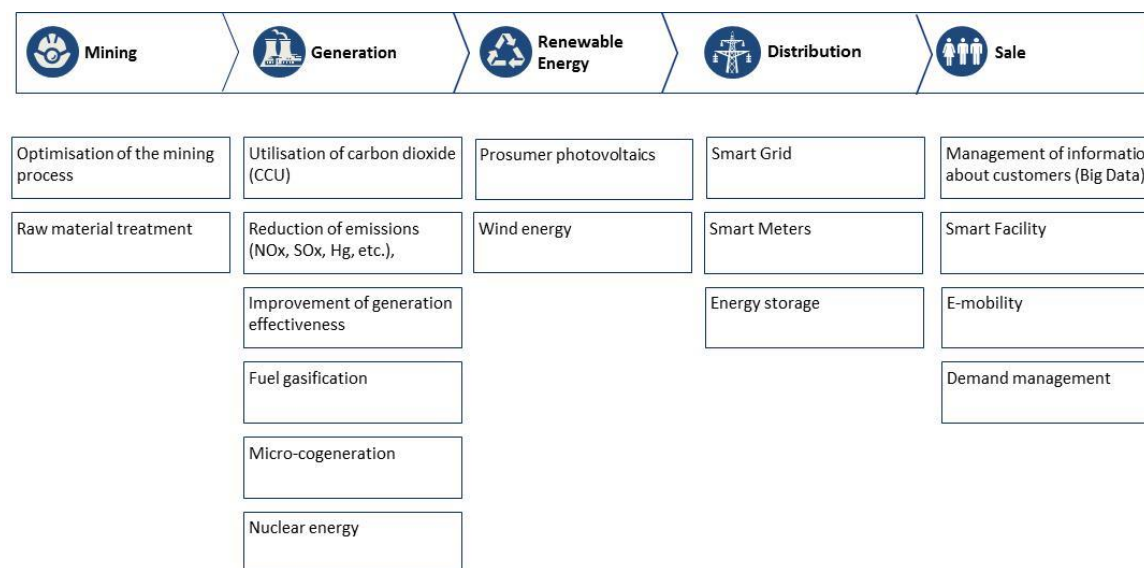 Mining
Generation
Renewable
Energy
Distribution
Sale
Optimisation of the mining
process
Raw material treatment
Utilisation of carbon dioxide
(CCU)
Reduction of emissions
(NOx, SOx, Hg, etc.),
Improvement of generation
effectiveness
Fuel gasification
Micro-cogeneration
Nuclear energy
Prosumer photovoltaics
Wind energy
Smart Grid
Smart Meters
Energy storage
Management of informatio
about customers (Big Data)
Smart Facility
E-mobility
Demand management